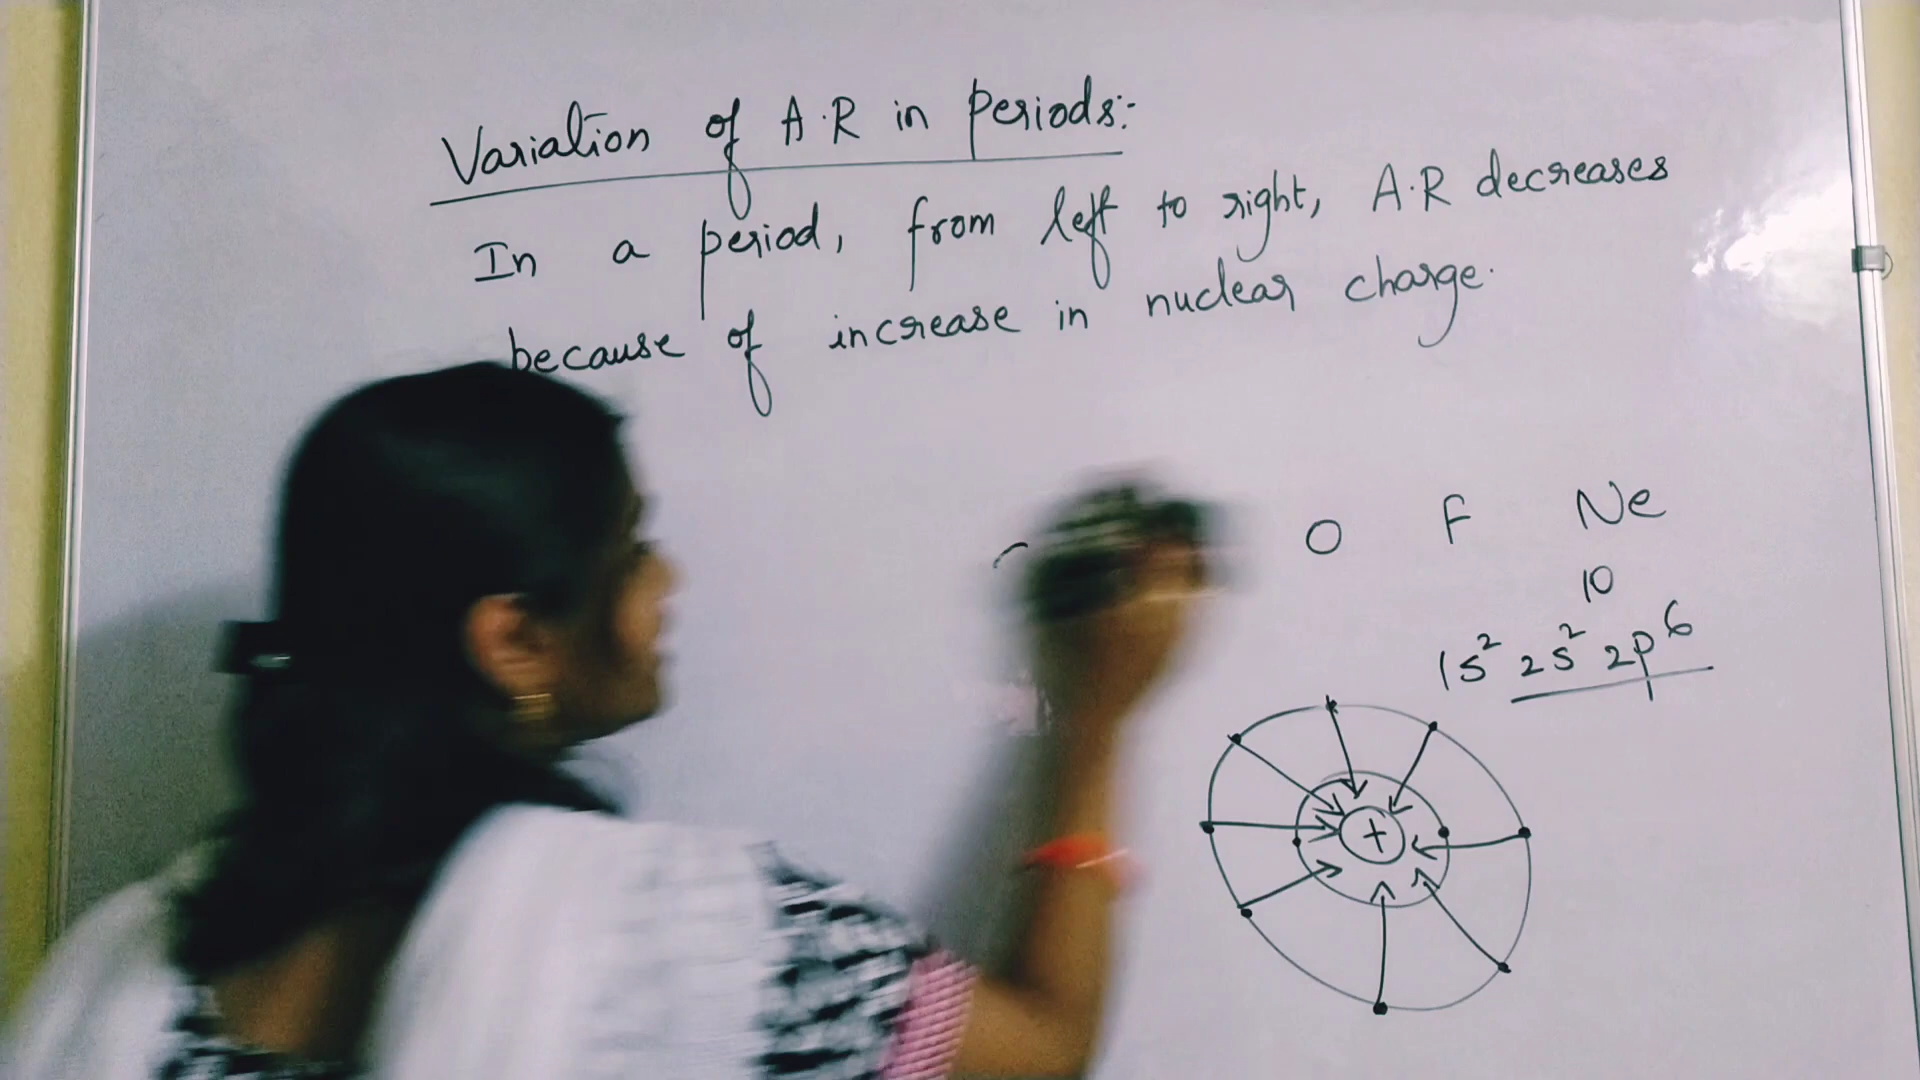 Variation of A.R in periods:-
In a period, from left to right, A.R decreases
because of increase in nuclear charge.
O F Ne
10
1s² 2s² 2p⁶
+